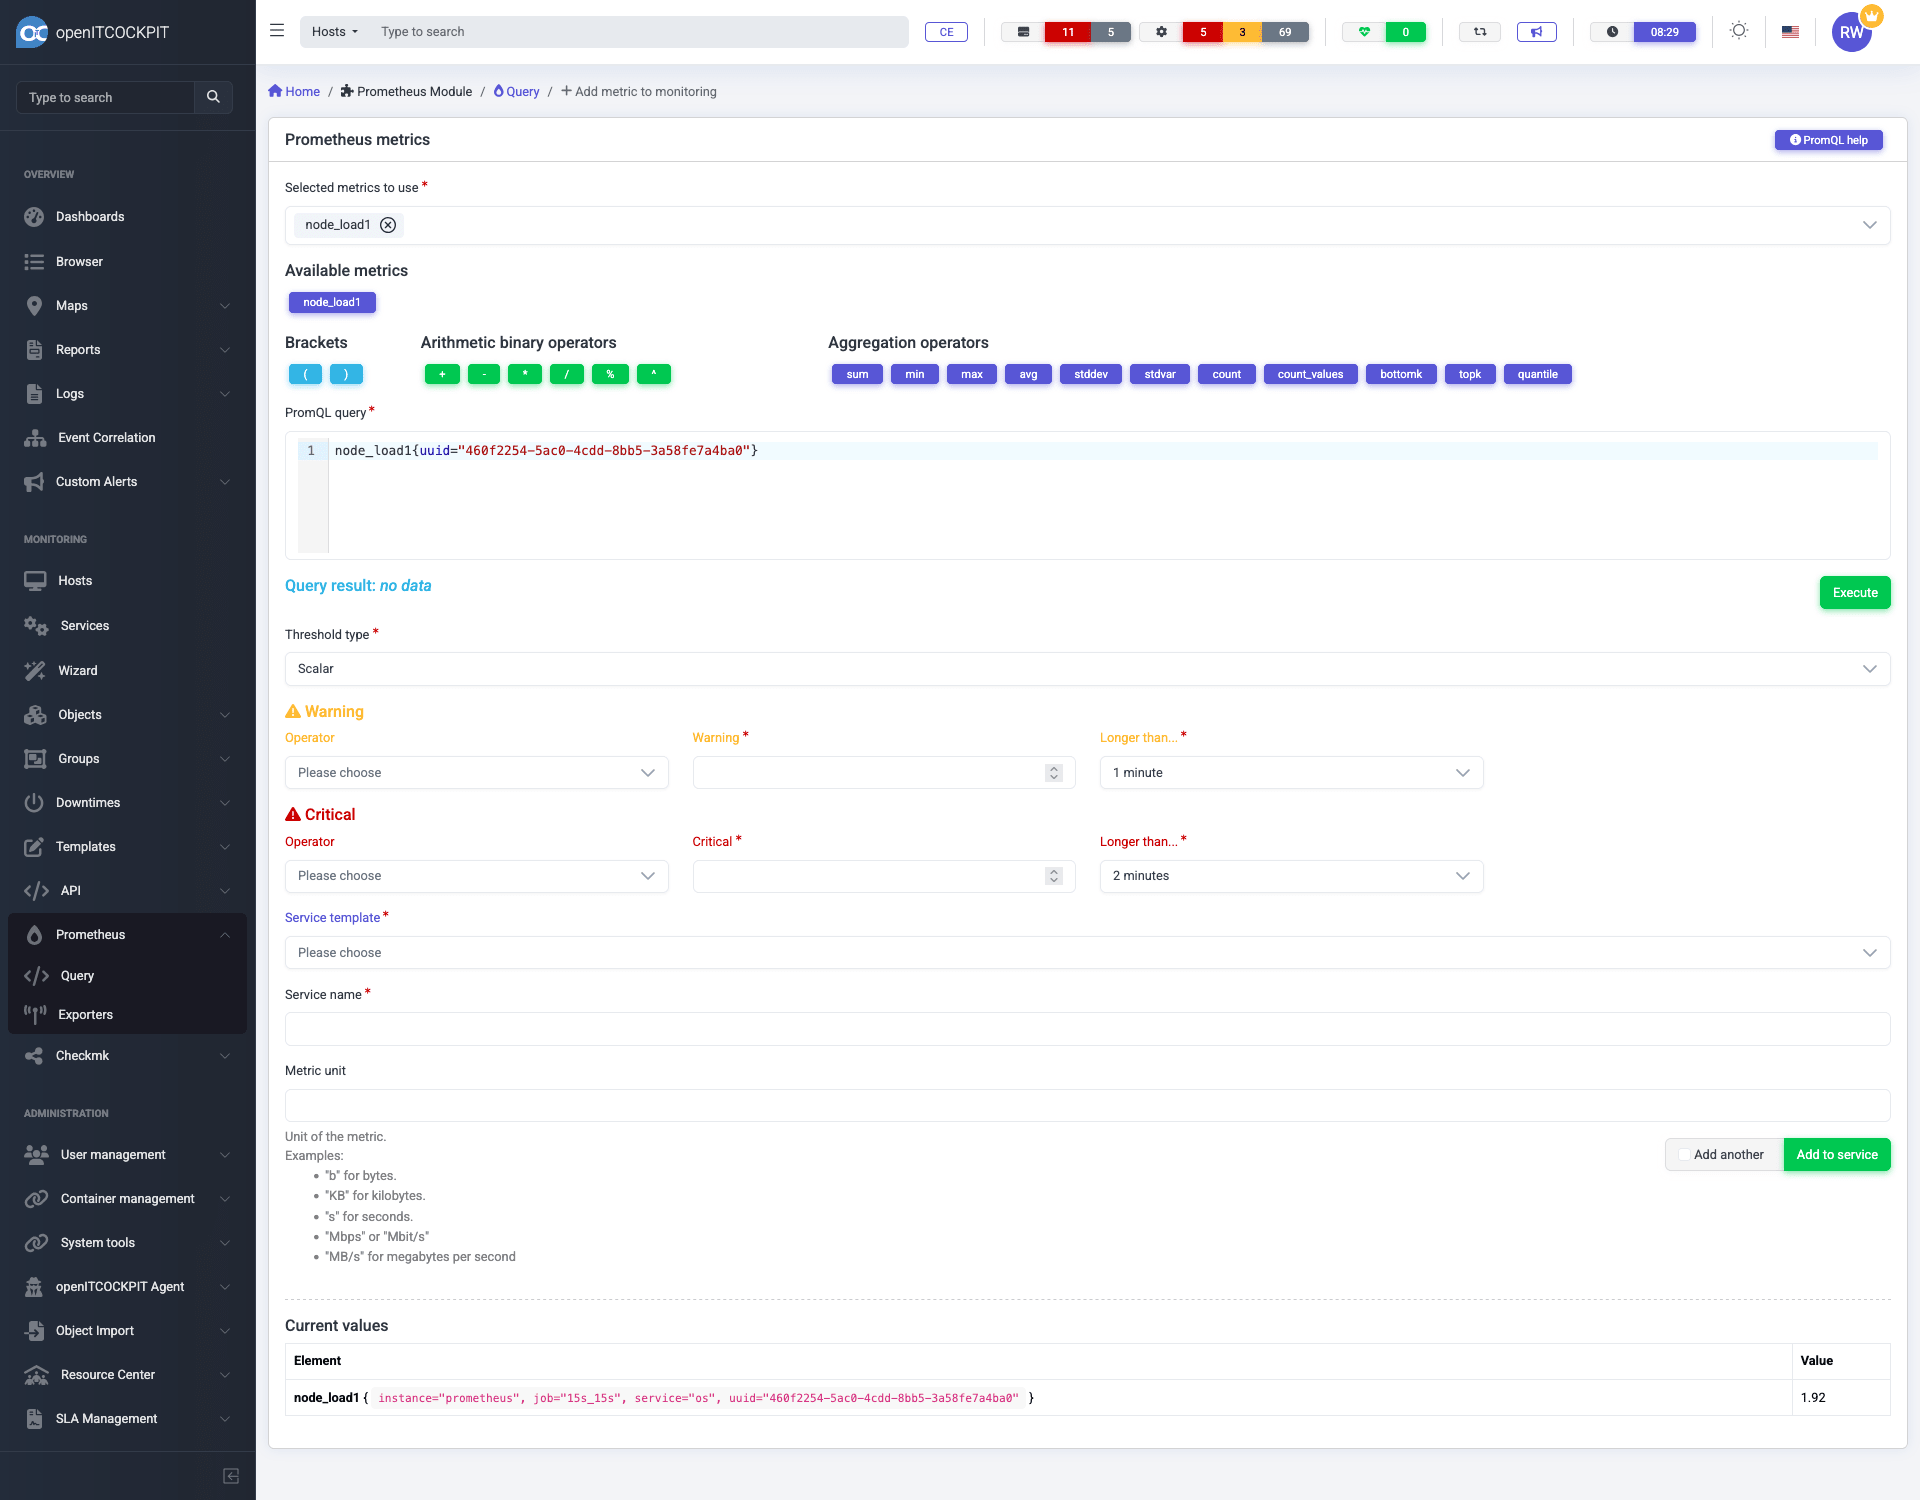 openITCOCKPIT
Type to search
OVERVIEW
Dashboards
Browser
Maps
Reports
Logs
Event Correlation
Custom Alerts
MONITORING
Hosts
Services
Wizard
Objects
Groups
Downtimes
Templates
API
Prometheus
Query
Exporters
Checkmk
ADMINISTRATION
User management
Container management
System tools
openITCOCKPIT Agent
Object Import
Resource Center
SLA Management
Hosts Type to search CE 11 5 5 3 69 0 08:29 RW
Home / Prometheus Module / Query / + Add metric to monitoring
Prometheus metrics PromQL help
Selected metrics to use *
node_load1
Available metrics
node_load1
Brackets Arithmetic binary operators Aggregation operators
( ) + - * / % ^ sum min max avg stddev stdvar count count_values bottomk topk quantile
PromQL query *
1 node_load1{uuid="460f2254-5ac0-4cdd-8bb5-3a58fe7a4ba0"}
Query result: no data Execute
Threshold type *
Scalar
Warning
Operator Warning * Longer than... *
Please choose 1 minute
Critical
Operator Critical * Longer than... *
Please choose 2 minutes
Service template *
Please choose
Service name *
Metric unit
Unit of the metric.
Examples:
• "b" for bytes.
• "KB" for kilobytes.
• "s" for seconds.
• "Mbps" or "Mbit/s"
• "MB/s" for megabytes per second
Add another Add to service
Current values
Element Value
node_load1 { instance="prometheus", job="15s_15s", service="os", uuid="460f2254-5ac0-4cdd-8bb5-3a58fe7a4ba0" } 1.92